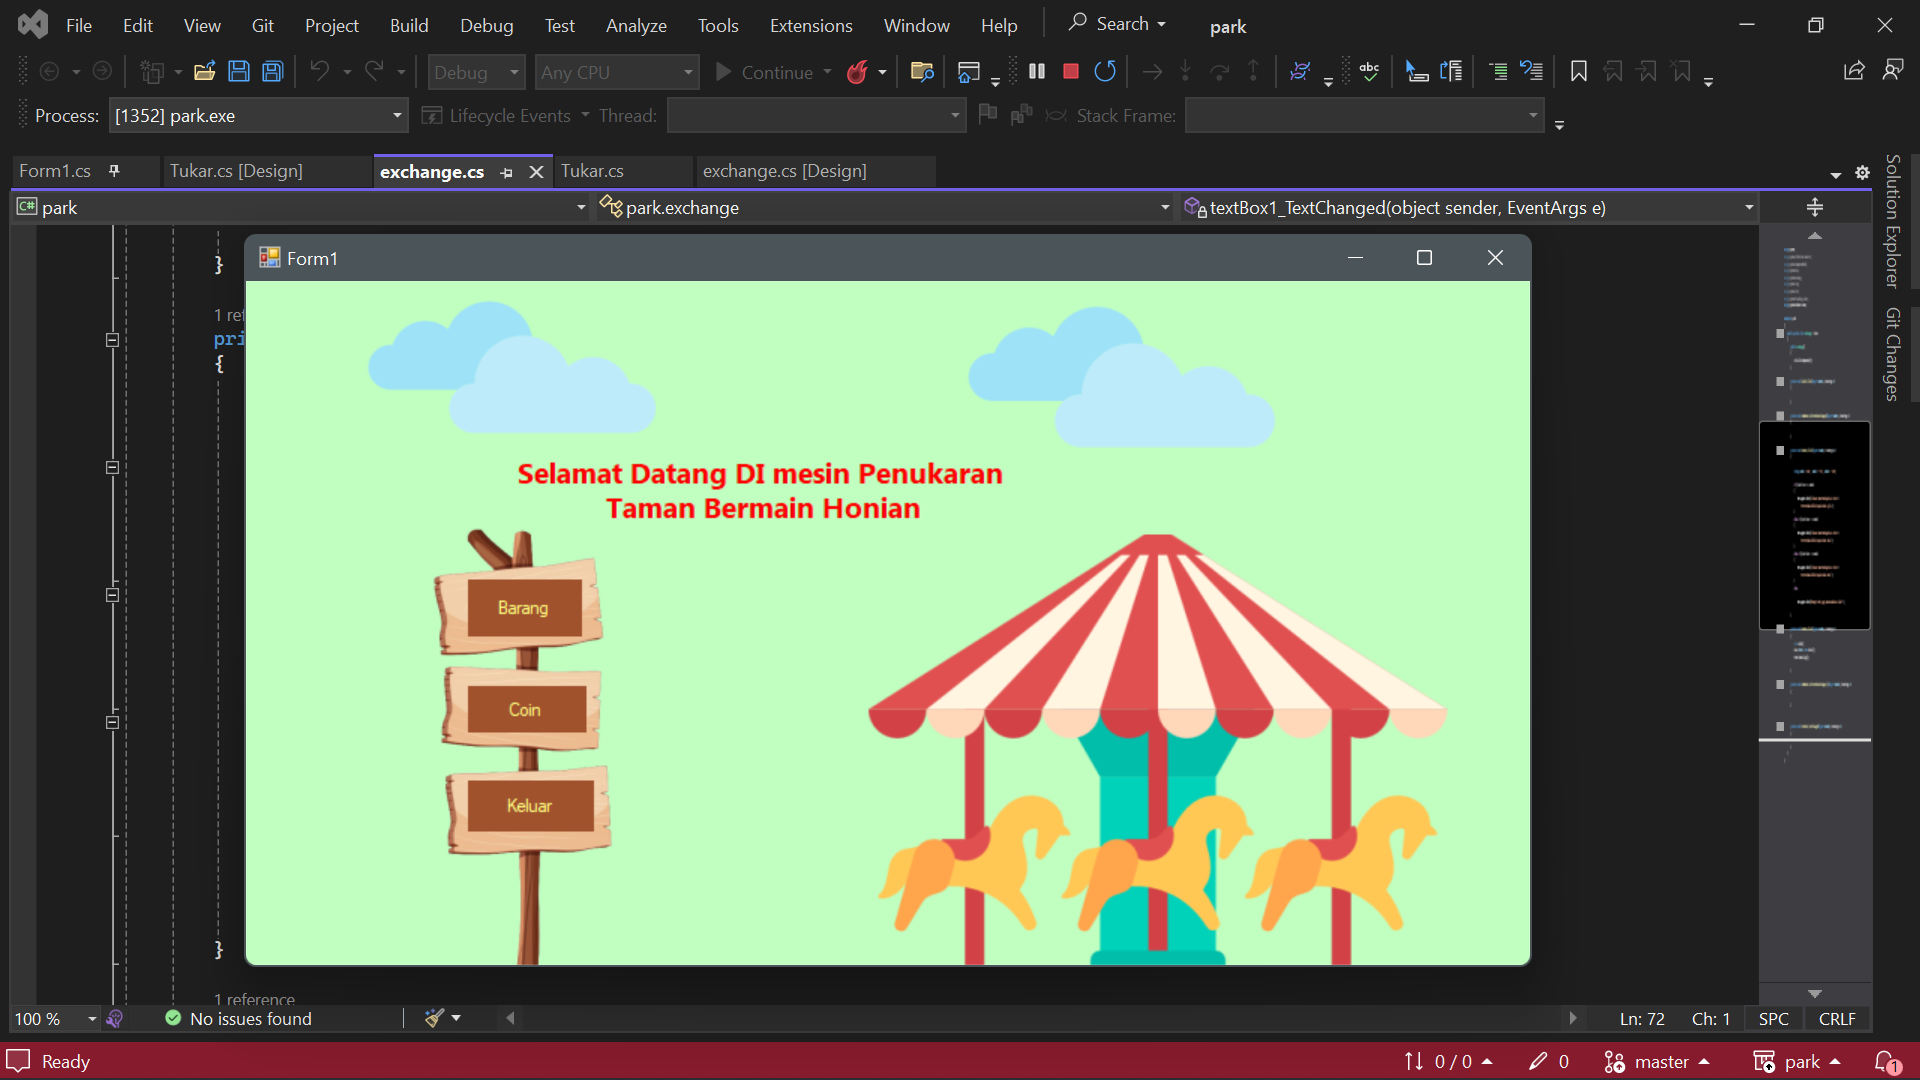 File Edit View Git Project Build Debug Test Analyze Tools Extensions Window Help Search park
Debug Any CPU Continue abc
Process: [1352] park.exe Lifecycle Events Thread: Stack Frame:
Form1.cs Tukar.cs [Design] exchange.cs Tukar.cs exchange.cs [Design]
C# park park.exchange textBox1_TextChanged(object sender, EventArgs e)
Solution Explorer
Git Changes
}
1 ref
pri
{
}
1 reference
Form1
Selamat Datang DI mesin Penukaran
Taman Bermain Honian
Barang
Coin
Keluar
100 % No issues found Ln: 72 Ch: 1 SPC CRLF
Ready 0 / 0 0 master park 1